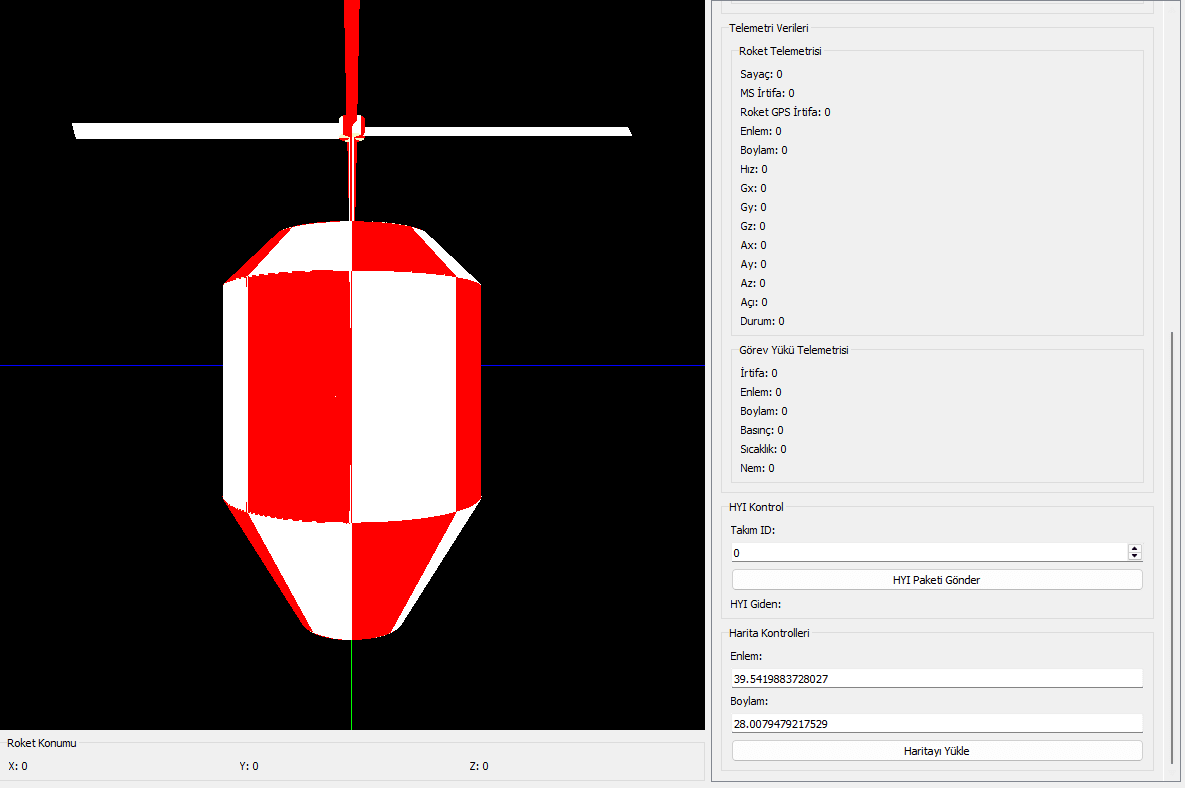 Telemetri Verileri
Roket Telemetrisi
Sayaç: 0
MS İrtifa: 0
Roket GPS İrtifa: 0
Enlem: 0
Boylam: 0
Hız: 0
Gx: 0
Gy: 0
Gz: 0
Ax: 0
Ay: 0
Az: 0
Açı: 0
Durum: 0
Görev Yükü Telemetrisi
İrtifa: 0
Enlem: 0
Boylam: 0
Basınç: 0
Sıcaklık: 0
Nem: 0
HYI Kontrol
Takım ID:
0
HYI Paketi Gönder
HYI Giden:
Harita Kontrolleri
Enlem:
39.5419883728027
Boylam:
28.0079479217529
Haritayı Yükle
Roket Konumu
X: 0 Y: 0 Z: 0